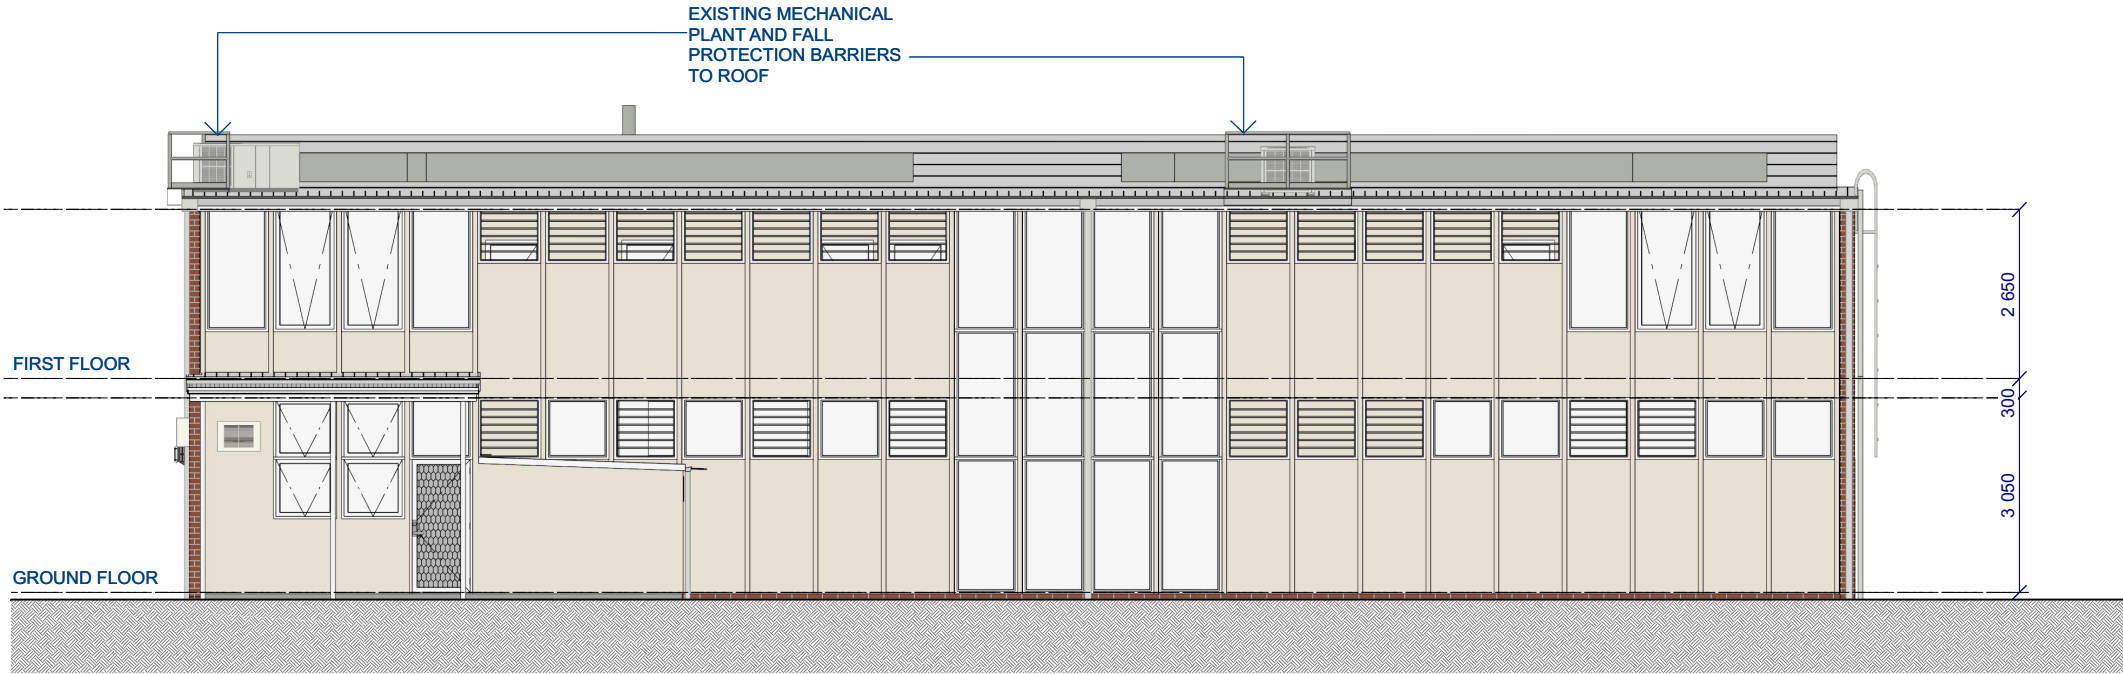 EXISTING MECHANICAL
PLANT AND FALL
PROTECTION BARRIERS
TO ROOF
2 650
FIRST FLOOR
300
3 050
GROUND FLOOR